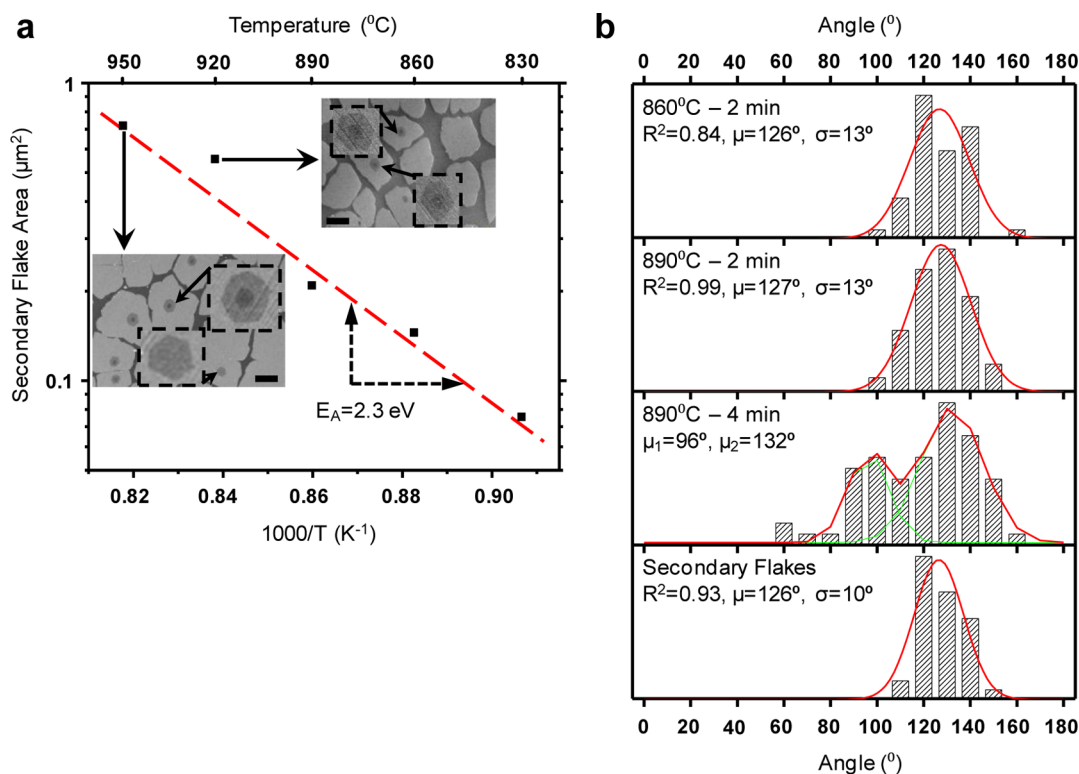 a
Temperature (⁰C)
950 920 890 860 830
1
0.1
Secondary Flake Area (µm²)
E_A=2.3 eV
0.82 0.84 0.86 0.88 0.90
1000/T (K⁻¹)
b
Angle (⁰)
0 20 40 60 80 100 120 140 160 180
860⁰C – 2 min
R²=0.84, µ=126º, σ=13º
890⁰C – 2 min
R²=0.99, µ=127º, σ=13º
890⁰C – 4 min
µ₁=96º, µ₂=132º
Secondary Flakes
R²=0.93, µ=126º, σ=10º
0 20 40 60 80 100 120 140 160 180
Angle (⁰)